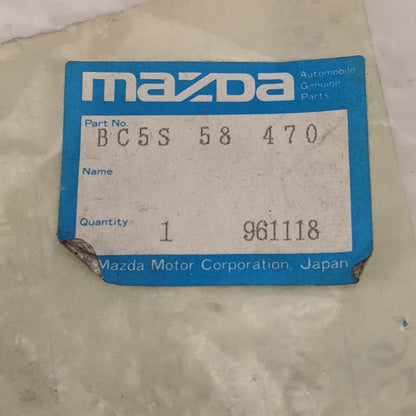 mazda
Automobile
Genuine
Parts
Part No.
BC5S 58 470
Name
Quantity
1 961118
Mazda Motor Corporation, Japan